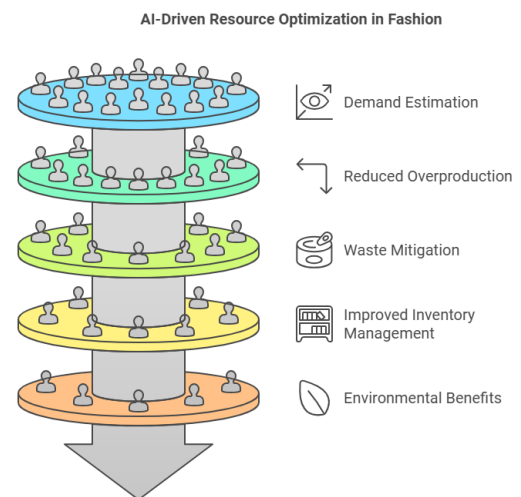 AI-Driven Resource Optimization in Fashion
Demand Estimation
Reduced Overproduction
Waste Mitigation
Improved Inventory
Management
Environmental Benefits